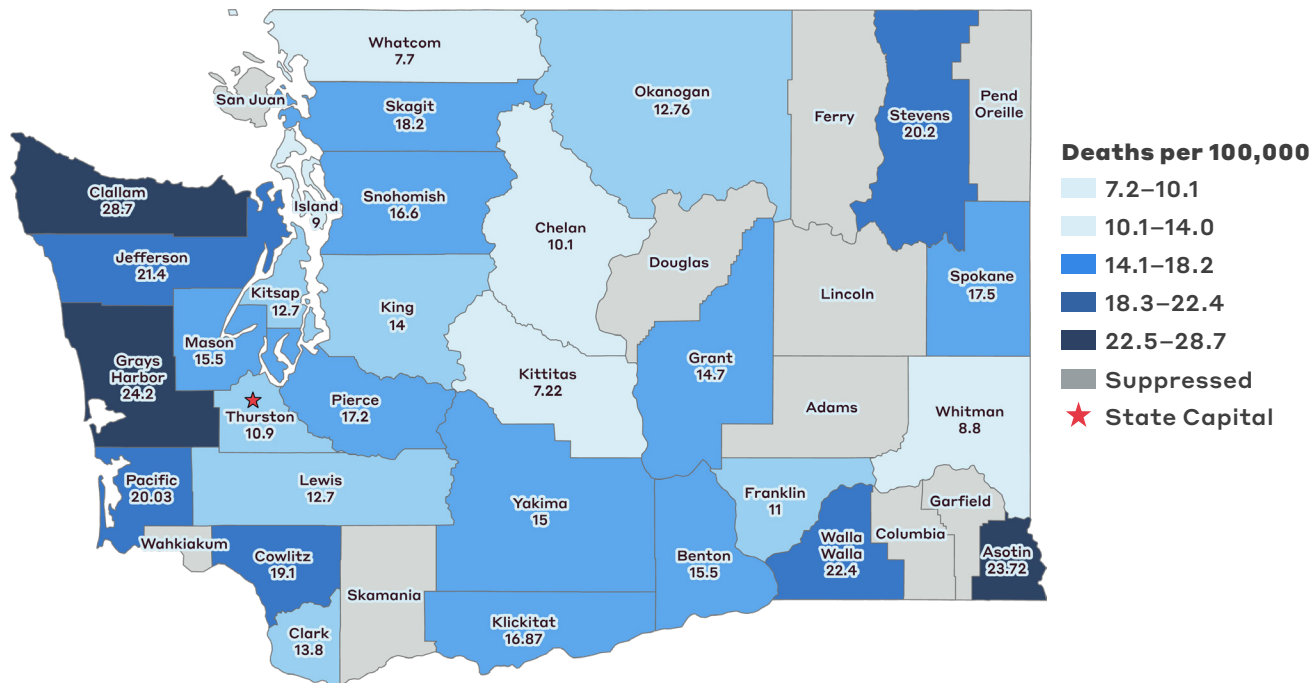 Whatcom
7.7
San Juan
Skagit
18.2
Okanogan
12.76
Ferry
Stevens
20.2
Pend
Oreille
Clallam
28.7
Island
9
Snohomish
16.6
Chelan
10.1
Jefferson
21.4
Kitsap
12.7
Douglas
Lincoln
Spokane
17.5
King
14
Mason
15.5
Grays
Harbor
24.2
Kittitas
7.22
Grant
14.7
Thurston
10.9
Pierce
17.2
Adams
Whitman
8.8
Pacific
20.03
Lewis
12.7
Yakima
15
Franklin
11
Garfield
Wahkiakum
Cowlitz
19.1
Skamania
Benton
15.5
Walla
Walla
22.4
Columbia
Asotin
23.72
Clark
13.8
Klickitat
16.87
Deaths per 100,000
7.2–10.1
10.1–14.0
14.1–18.2
18.3–22.4
22.5–28.7
Suppressed
State Capital